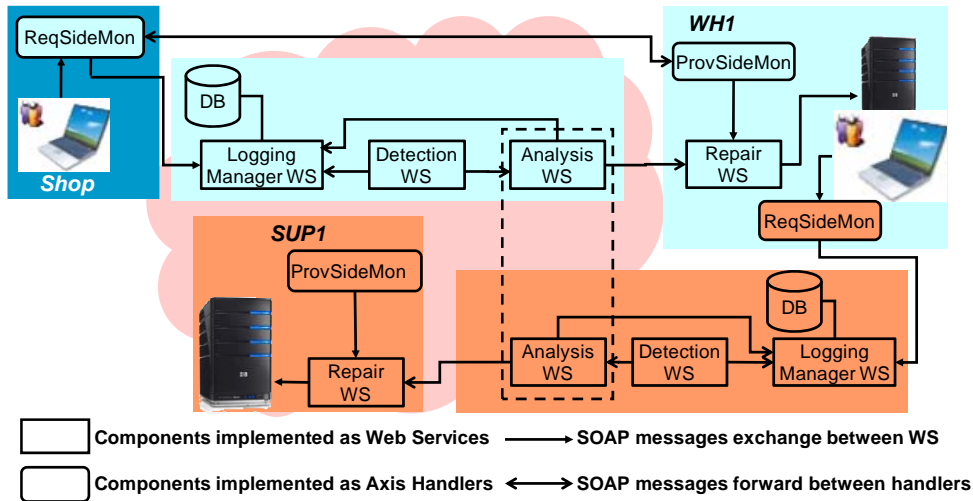 ReqSideMon
Shop
DB
Logging
Manager WS
Detection
WS
Analysis
WS
WH1
ProvSideMon
Repair
WS
ReqSideMon
SUP1
ProvSideMon
Repair
WS
Analysis
WS
Detection
WS
DB
Logging
Manager WS
Components implemented as Web Services
SOAP messages exchange between WS
Components implemented as Axis Handlers
SOAP messages forward between handlers